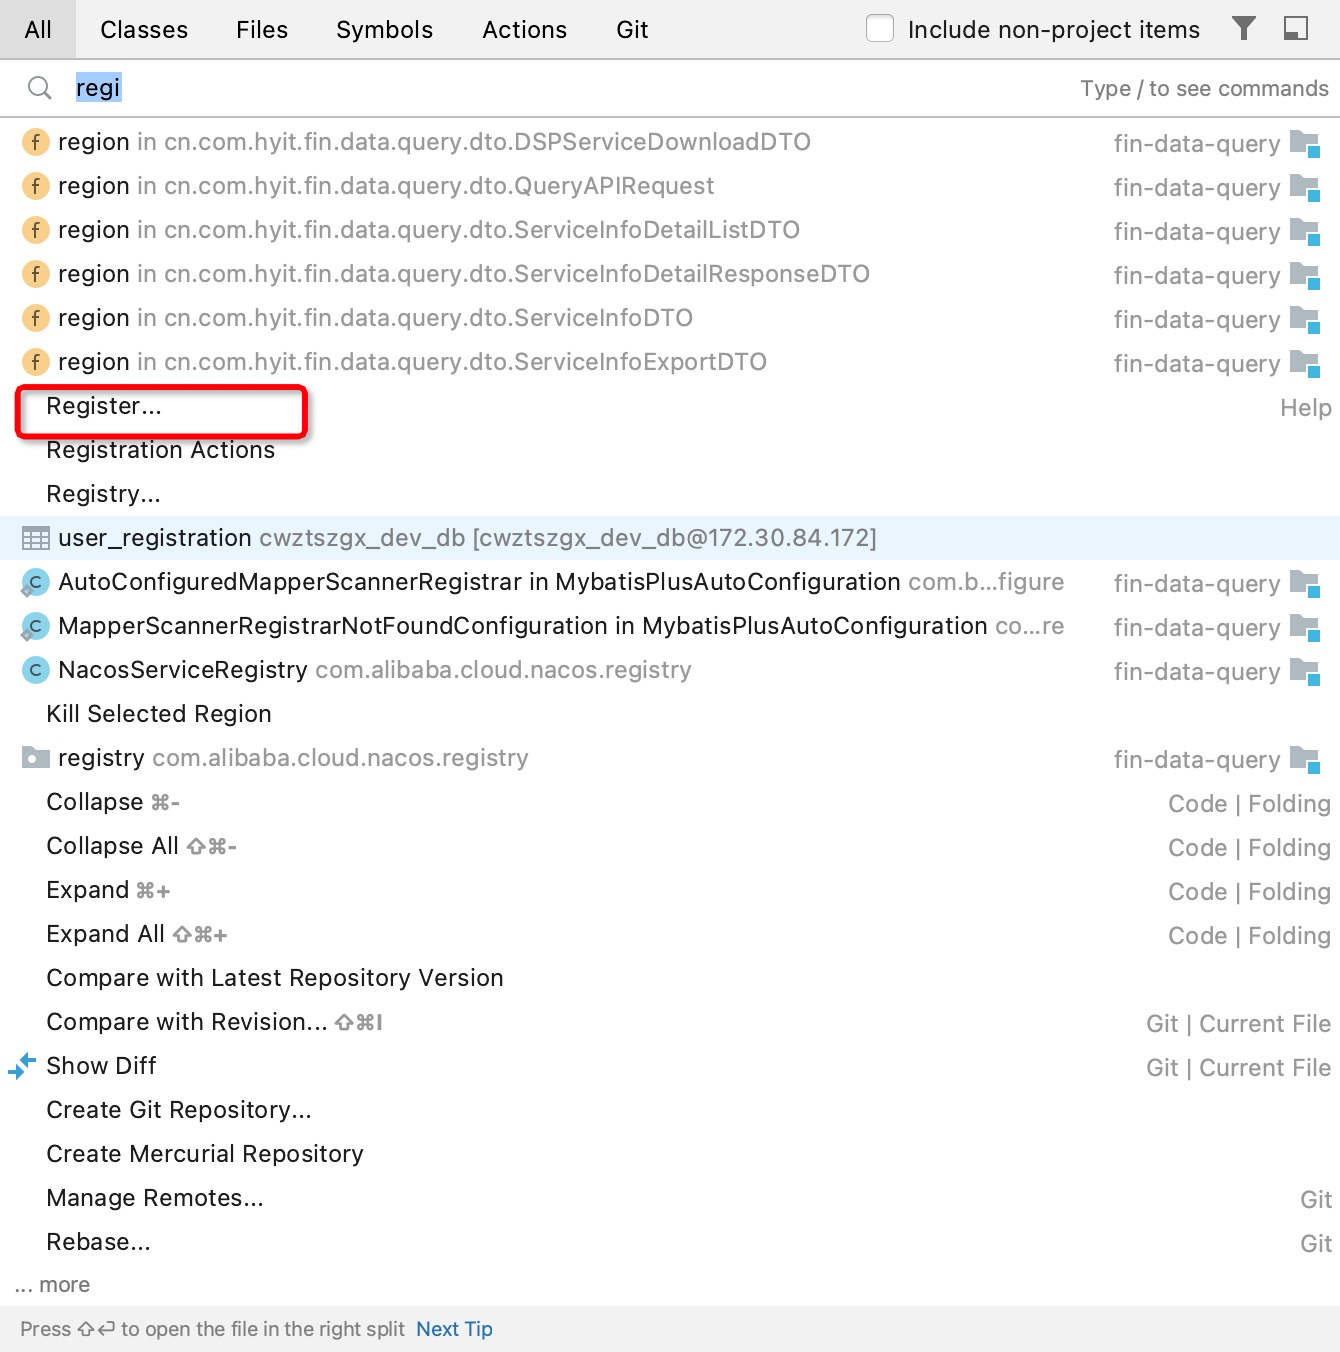 All Classes Files Symbols Actions Git Include non-project items
regi Type / to see commands
f region in cn.com.hyit.fin.data.query.dto.DSPServiceDownloadDTO fin-data-query
f region in cn.com.hyit.fin.data.query.dto.QueryAPIRequest fin-data-query
f region in cn.com.hyit.fin.data.query.dto.ServiceInfoDetailListDTO fin-data-query
f region in cn.com.hyit.fin.data.query.dto.ServiceInfoDetailResponseDTO fin-data-query
f region in cn.com.hyit.fin.data.query.dto.ServiceInfoDTO fin-data-query
f region in cn.com.hyit.fin.data.query.dto.ServiceInfoExportDTO fin-data-query
Register... Help
Registration Actions
Registry...
user_registration cwztszgx_dev_db [cwztszgx_dev_db@172.30.84.172]
C AutoConfiguredMapperScannerRegistrar in MybatisPlusAutoConfiguration com.b...figure fin-data-query
C MapperScannerRegistrarNotFoundConfiguration in MybatisPlusAutoConfiguration co...re fin-data-query
C NacosServiceRegistry com.alibaba.cloud.nacos.registry fin-data-query
Kill Selected Region
registry com.alibaba.cloud.nacos.registry fin-data-query
Collapse ⌘- Code | Folding
Collapse All ⇧⌘- Code | Folding
Expand ⌘+ Code | Folding
Expand All ⇧⌘+ Code | Folding
Compare with Latest Repository Version
Compare with Revision... ⇧⌘I Git | Current File
Show Diff Git | Current File
Create Git Repository...
Create Mercurial Repository
Manage Remotes... Git
Rebase... Git
... more
Press ⇧⏎ to open the file in the right split Next Tip